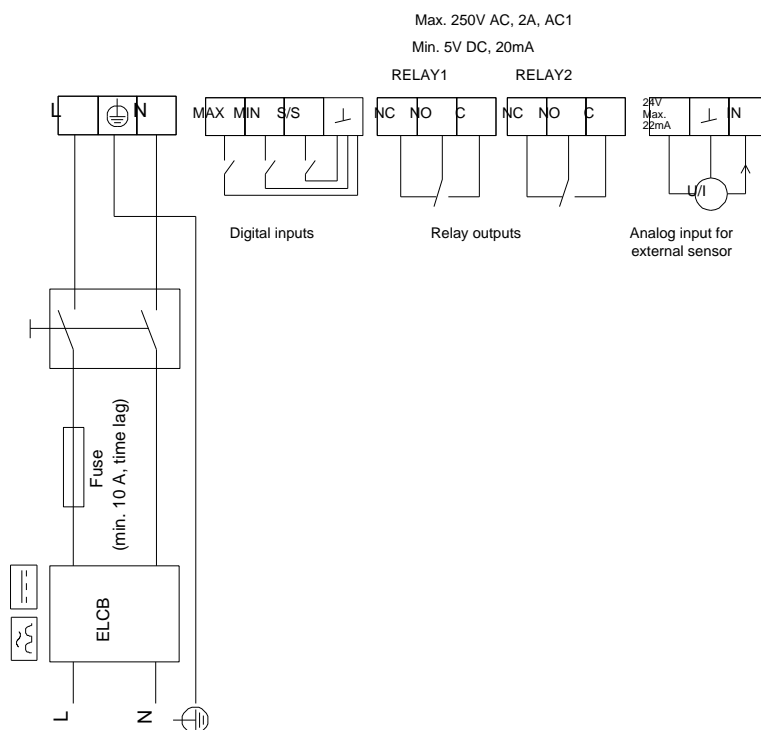 Max. 250V AC, 2A, AC1
Min. 5V DC, 20mA
RELAY1
RELAY2
L
N
MAX MIN S/S
NC NO C
NC NO C
24V
Max.
22mA
IN
U/I
Digital inputs
Relay outputs
Analog input for
external sensor
Fuse
(min. 10 A, time lag)
ELCB
L
N